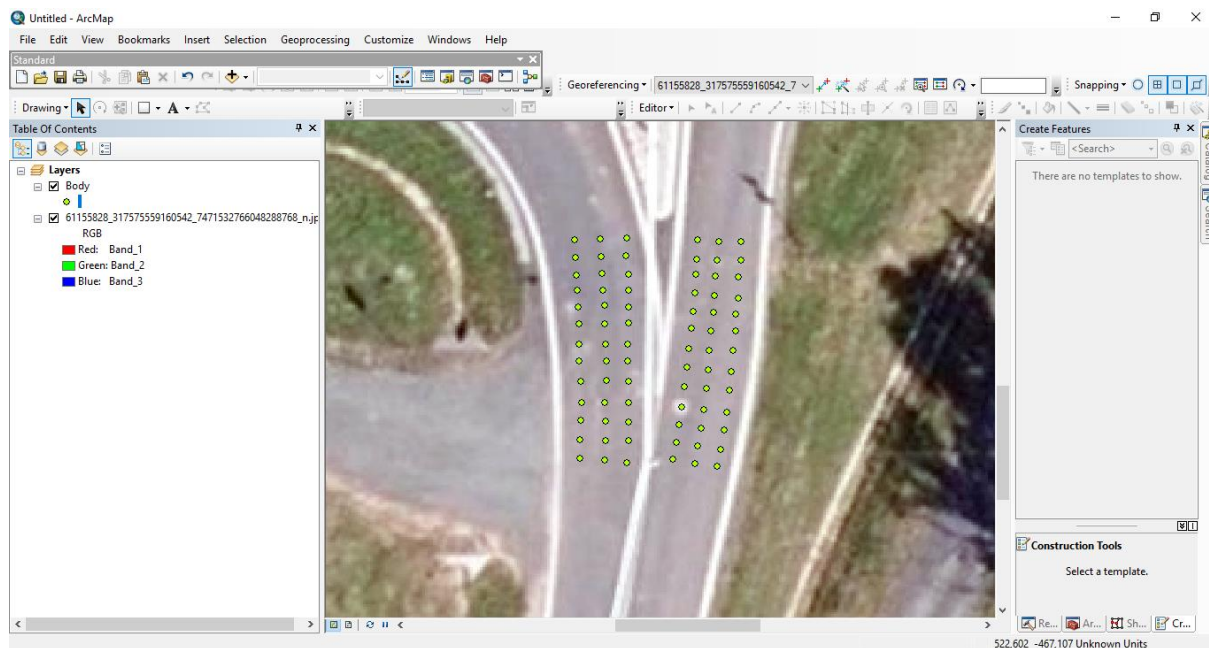 Untitled - ArcMap
File Edit View Bookmarks Insert Selection Geoprocessing Customize Windows Help
Standard
Georeferencing 61155828_317575559160542_7 Snapping
Drawing A Editor
Table Of Contents
Create Features
<Search>
There are no templates to show.
Layers
Body
61155828_317575559160542_7471532766048288768_n.jp
RGB
Red: Band_1
Green: Band_2
Blue: Band_3
Construction Tools
Select a template.
Re... Ar... Sh... Cr...
522,602 -467,107 Unknown Units